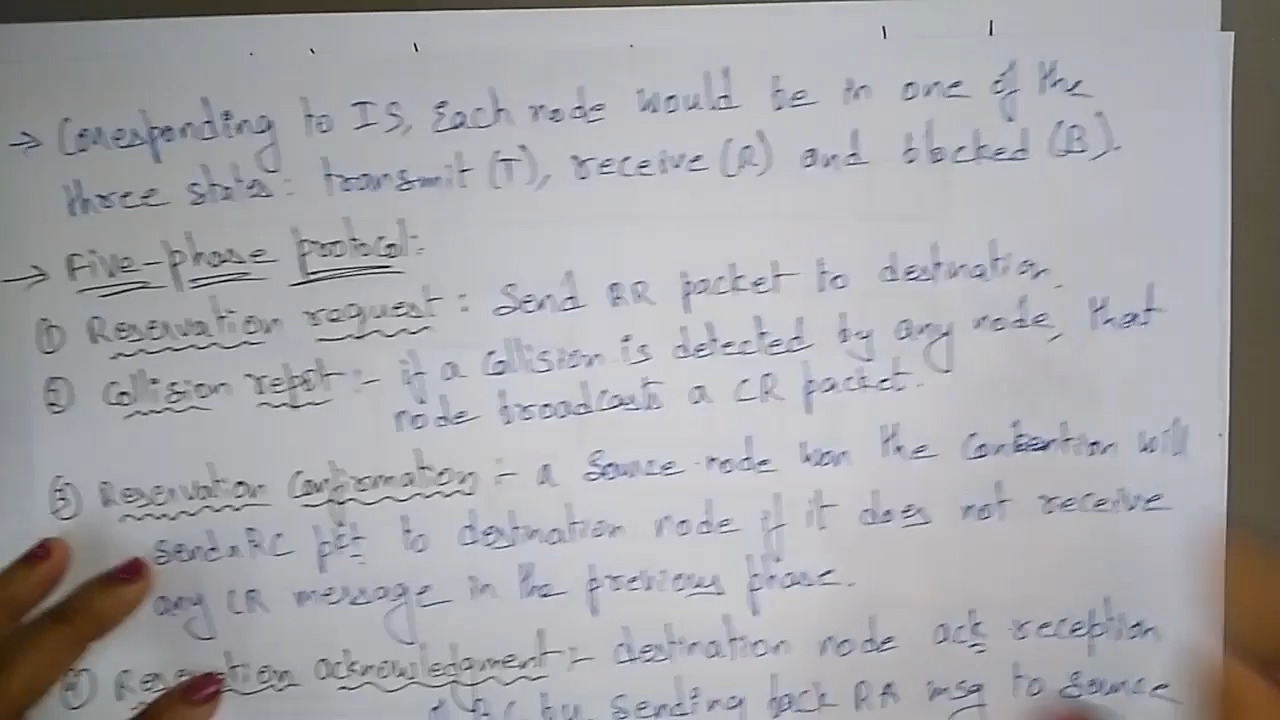 → Corresponding to IS, Each node would be in one of the
three states: transmit (T), receive (R) and blocked (B).
→ Five-phase protocol:
① Reservation request: Send RR packet to destination.
② Collision report:- if a collision is detected by any node, that
node broadcasts a CR packet.
③ Reservation Confirmation:- a Source node won the Contention will
send a RC pct to destination node if it does not receive
any CR message in the previous phase.
④ Reservation acknowledgment:- destination node ack reception
of RC by sending back RA msg to Source